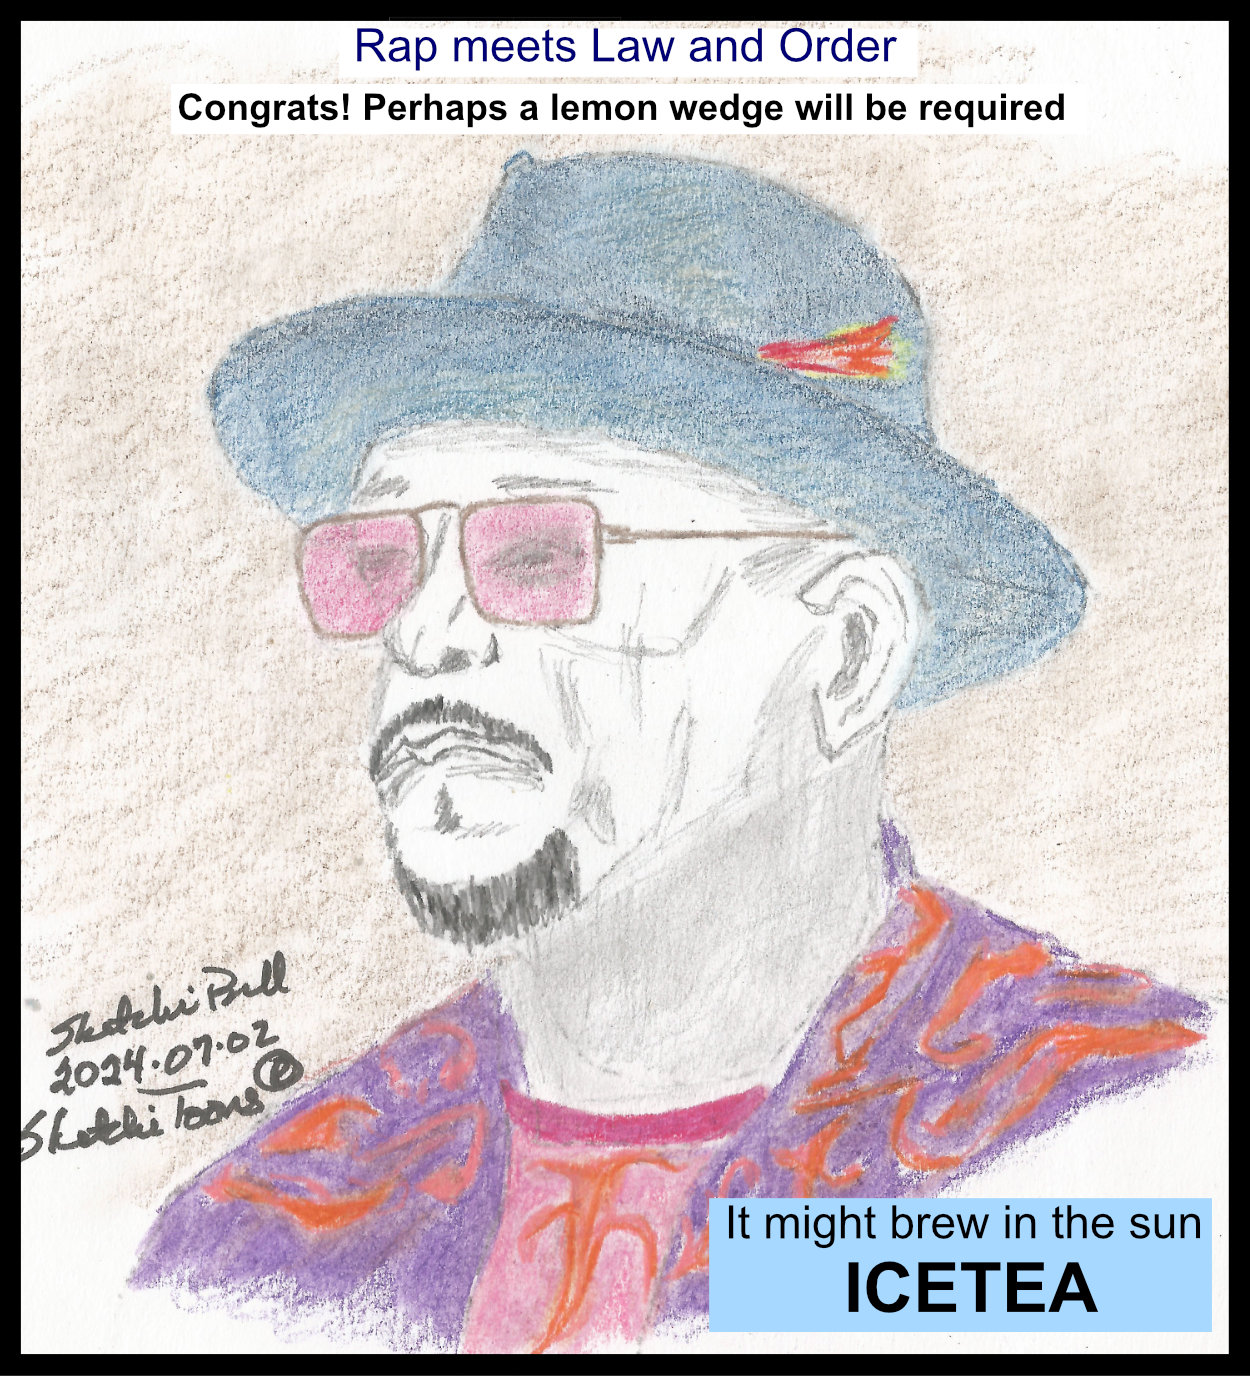 Rap meets Law and Order
Congrats! Perhaps a lemon wedge will be required
Sketchi Bill
2024.07.02
Sketchi Toons
It might brew in the sun
ICETEA